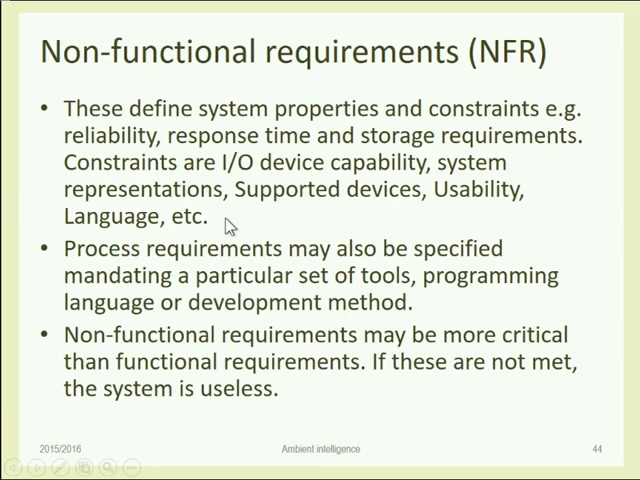 Non-functional requirements (NFR)
• These define system properties and constraints e.g.
reliability, response time and storage requirements.
Constraints are I/O device capability, system
representations, Supported devices, Usability,
Language, etc.
• Process requirements may also be specified
mandating a particular set of tools, programming
language or development method.
• Non-functional requirements may be more critical
than functional requirements. If these are not met,
the system is useless.
2015/2016 Ambient intelligence 44